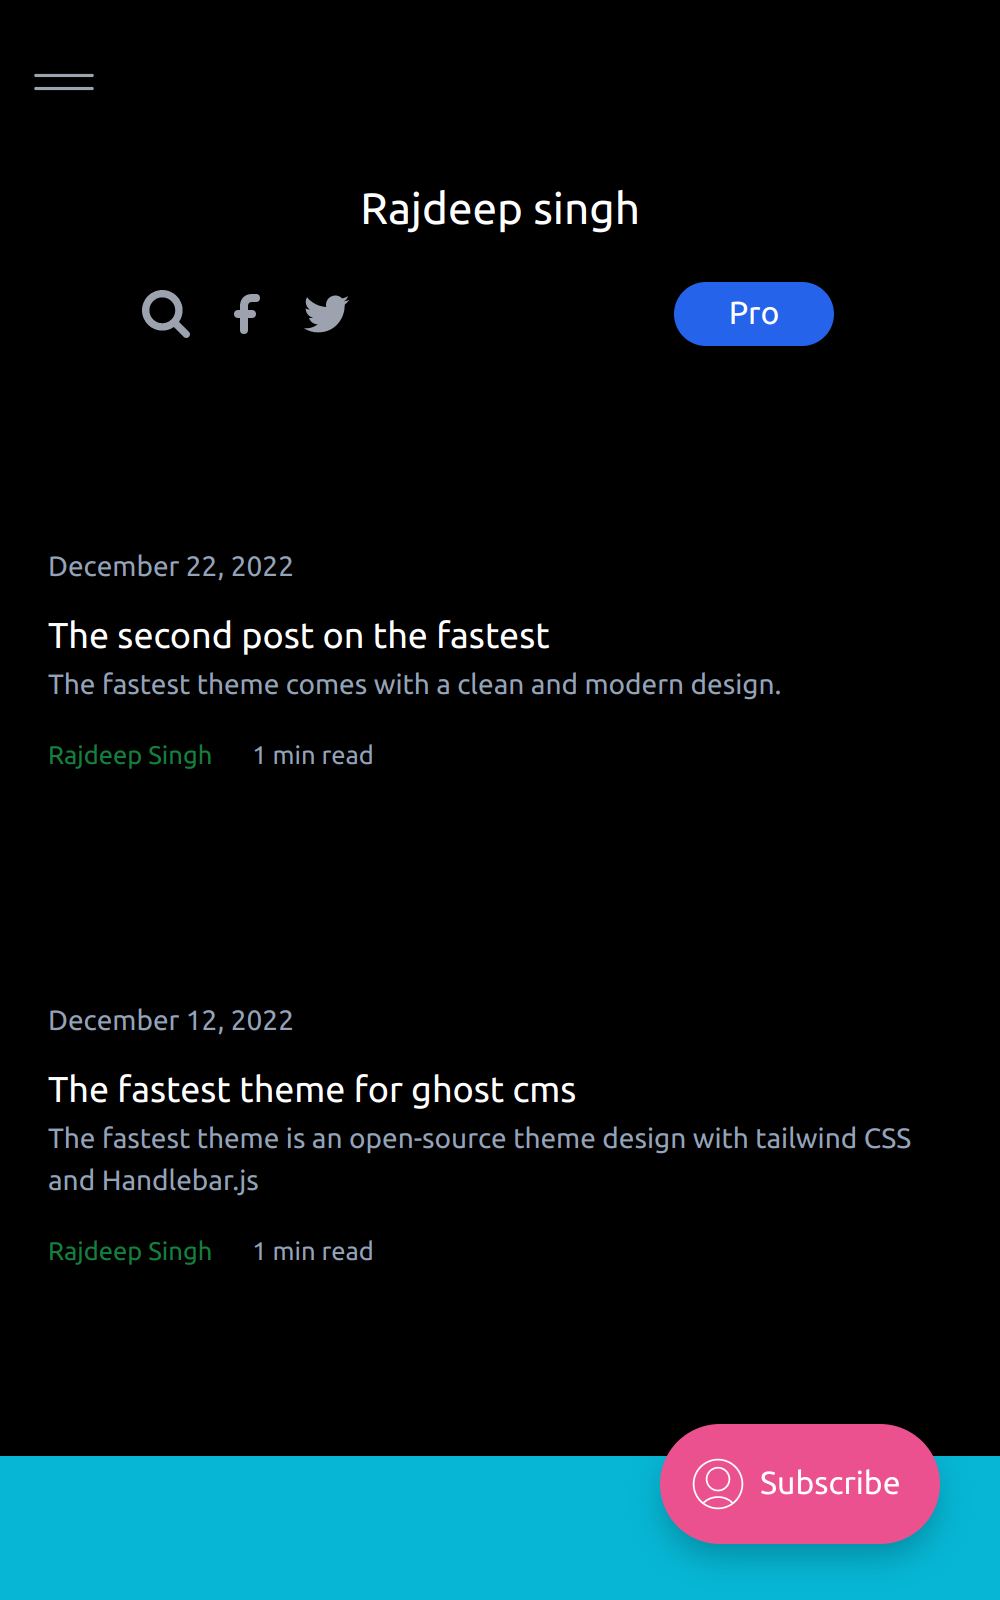 Rajdeep singh
Pro
December 22, 2022
The second post on the fastest
The fastest theme comes with a clean and modern design.
Rajdeep Singh 1 min read
December 12, 2022
The fastest theme for ghost cms
The fastest theme is an open-source theme design with tailwind CSS
and Handlebar.js
Rajdeep Singh 1 min read
Subscribe